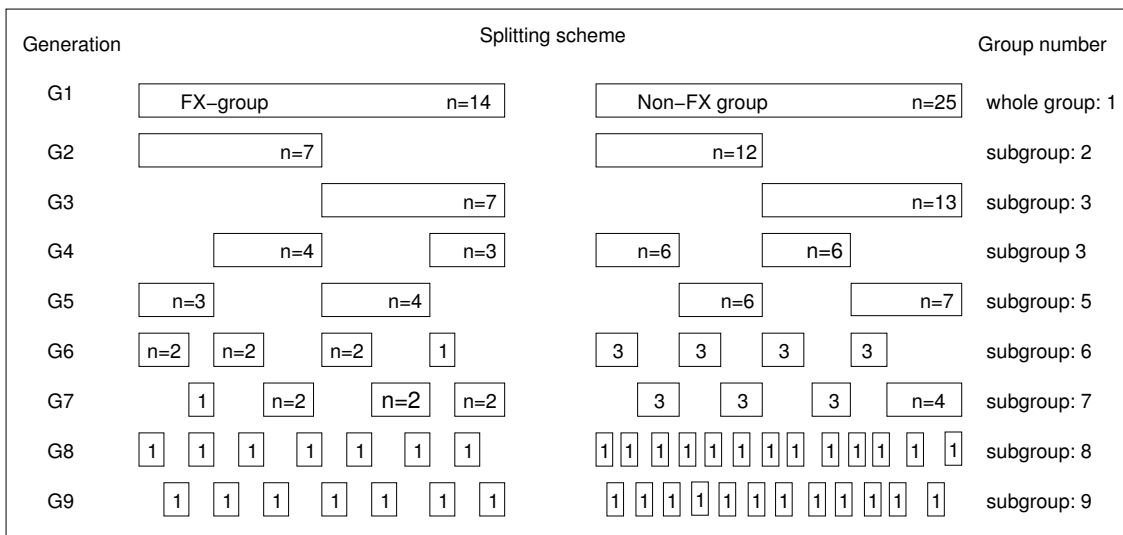 Splitting scheme
Generation Group number
G1 FX−group n=14 Non−FX group n=25 whole group: 1
G2 n=7 n=12 subgroup: 2
G3 n=7 n=13 subgroup: 3
G4 n=4 n=3 n=6 n=6 subgroup 3
G5 n=3 n=4 n=6 n=7 subgroup: 5
G6 n=2 n=2 n=2 1 3 3 3 3 subgroup: 6
G7 1 n=2 n=2 n=2 3 3 3 n=4 subgroup: 7
G8 1 1 1 1 1 1 1 1 1 1 1 1 1 1 1 1 1 1 1 1 subgroup: 8
G9 1 1 1 1 1 1 1 1 1 1 1 1 1 1 1 1 1 1 1 subgroup: 9